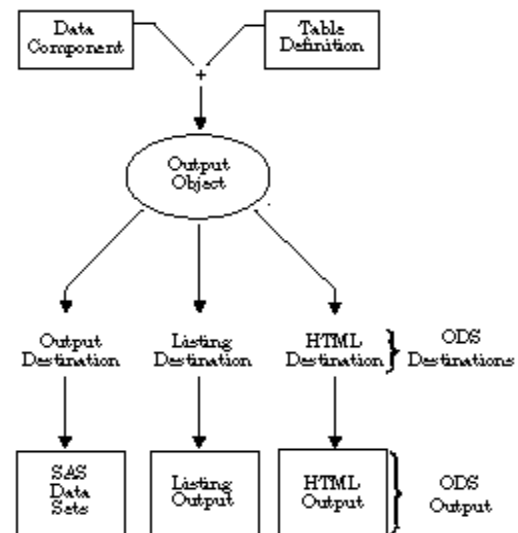 Data
Component
Table
Definition
+
Output
Object
Output
Destination
Listing
Destination
HTML
Destination
ODS
Destinations
SAS
Data
Sets
Listing
Output
HTML
Output
ODS
Output